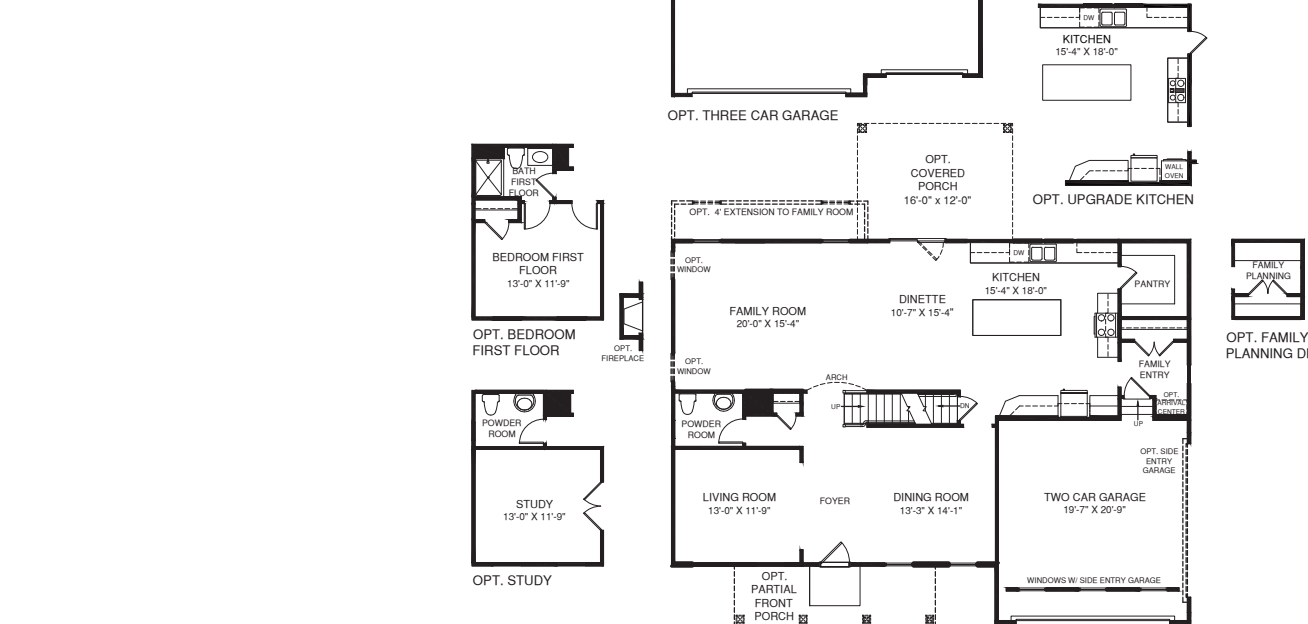 DW
KITCHEN
15'-4" X 18'-0"
OPT. THREE CAR GARAGE
WALL
OVEN
OPT. UPGRADE KITCHEN
OPT.
COVERED
PORCH
16'-0" x 12'-0"
OPT. 4' EXTENSION TO FAMILY ROOM
BATH
FIRST
FLOOR
BEDROOM FIRST
FLOOR
13'-0" X 11'-9"
OPT. BEDROOM
FIRST FLOOR
OPT.
FIREPLACE
OPT.
WINDOW
FAMILY ROOM
20'-0" X 15'-4"
OPT.
WINDOW
DINETTE
10'-7" X 15'-4"
DW
KITCHEN
15'-4" X 18'-0"
PANTRY
FAMILY
ENTRY
OPT.
ARRIVAL
CENTER
UP
FAMILY
PLANNING
OPT. FAMILY
PLANNING
ARCH
UP
DN
POWDER
ROOM
STUDY
13'-0" X 11'-9"
OPT. STUDY
POWDER
ROOM
LIVING ROOM
13'-0" X 11'-9"
FOYER
DINING ROOM
13'-3" X 14'-1"
OPT. SIDE
ENTRY
GARAGE
TWO CAR GARAGE
19'-7" X 20'-9"
WINDOWS W/ SIDE ENTRY GARAGE
OPT.
PARTIAL
FRONT
PORCH